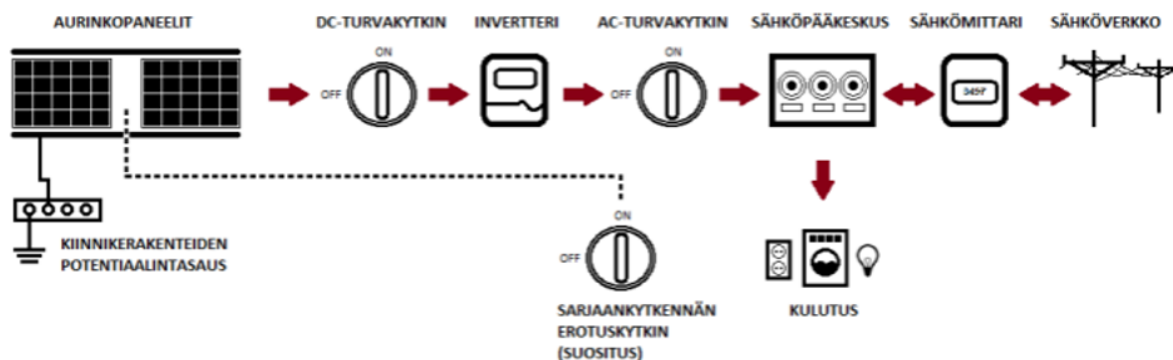 AURINKOPANEELIT
DC-TURVAKYTKIN
INVERTTERI
AC-TURVAKYTKIN
SÄHKÖPÄÄKESKUS
SÄHKÖMITTARI
SÄHKÖVERKKO
ON
OFF
ON
OFF
KIINNIKERAKENTEIDEN
POTENTIAALINTASAUS
ON
OFF
SARJAANKYTKENNÄN
EROTUSKYTKIN
(SUOSITUS)
KULUTUS